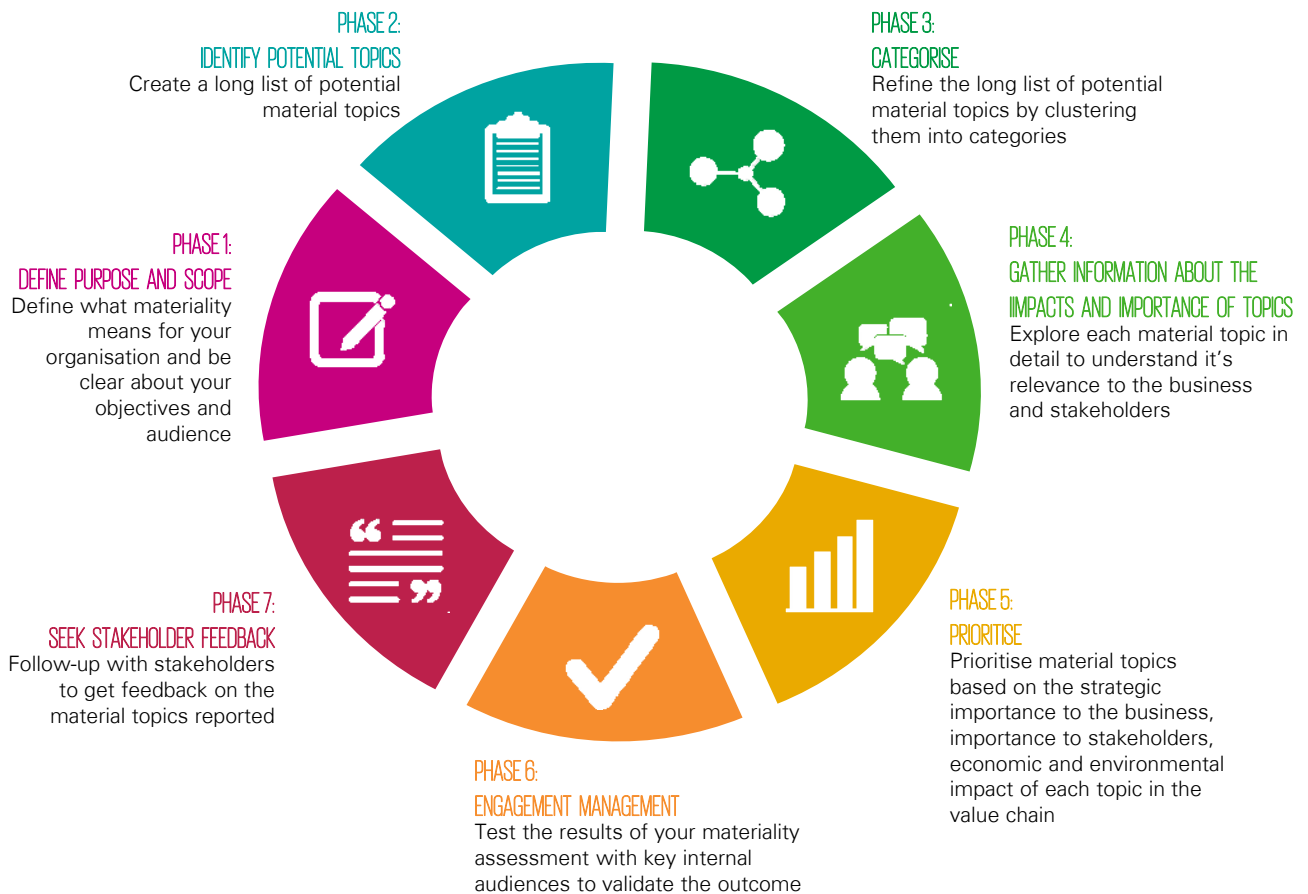 PHASE 1:
DEFINE PURPOSE AND SCOPE
Define what materiality
means for your
organisation and be
clear about your
objectives and
audience
PHASE 2:
IDENTIFY POTENTIAL TOPICS
Create a long list of potential
material topics
PHASE 3:
CATEGORISE
Refine the long list of potential
material topics by clustering
them into categories
PHASE 4:
GATHER INFORMATION ABOUT THE
IIMPACTS AND IMPORTANCE OF TOPICS
Explore each material topic in
detail to understand it's
relevance to the business
and stakeholders
PHASE 5:
PRIORITISE
Prioritise material topics
based on the strategic
importance to the business,
importance to stakeholders,
economic and environmental
impact of each topic in the
value chain
PHASE 6:
ENGAGEMENT MANAGEMENT
Test the results of your materiality
assessment with key internal
audiences to validate the outcome
PHASE 7:
SEEK STAKEHOLDER FEEDBACK
Follow-up with stakeholders
to get feedback on the
material topics reported